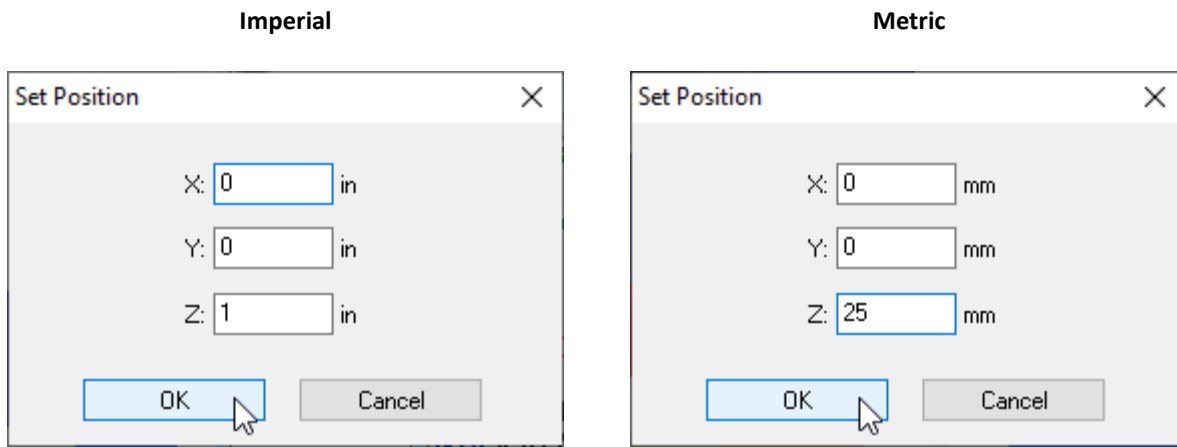 Imperial
Metric
Set Position
X: 0 in
Y: 0 in
Z: 1 in
OK Cancel
Set Position
X: 0 mm
Y: 0 mm
Z: 25 mm
OK Cancel